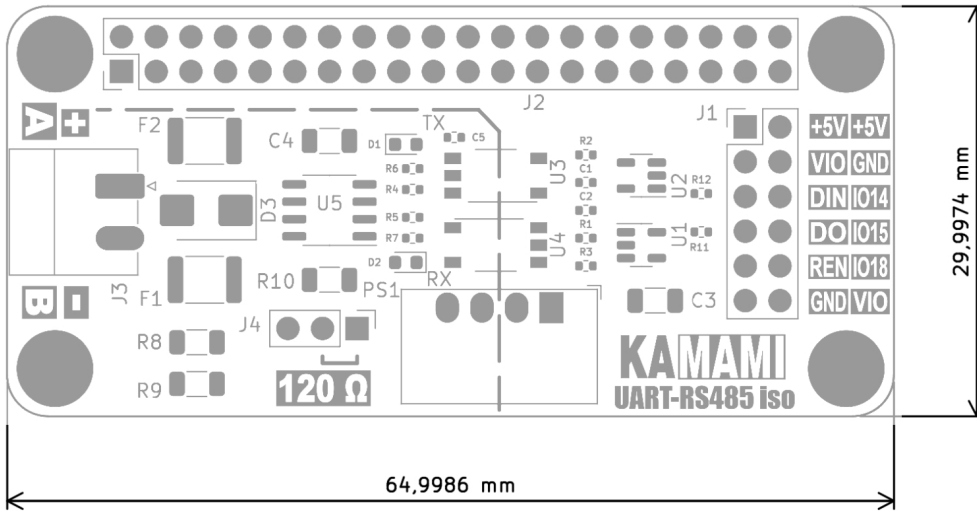 J2
J1
+
A
F2
C4
D1
TX
C5
R2
+5V +5V
R6
U3
C1
VIO GND
R4
U2
R12
D3
U5
C2
DIN IO14
R5
R1
R7
U4
U1
DO IO15
R11
D2
R3
REN IO18
J3
F1
R10
PS1
RX
C3
GND VIO
-
B
J4
R8
R9
120 Ω
KAMAMI
UART-RS485 iso
29,9974 mm
64,9986 mm